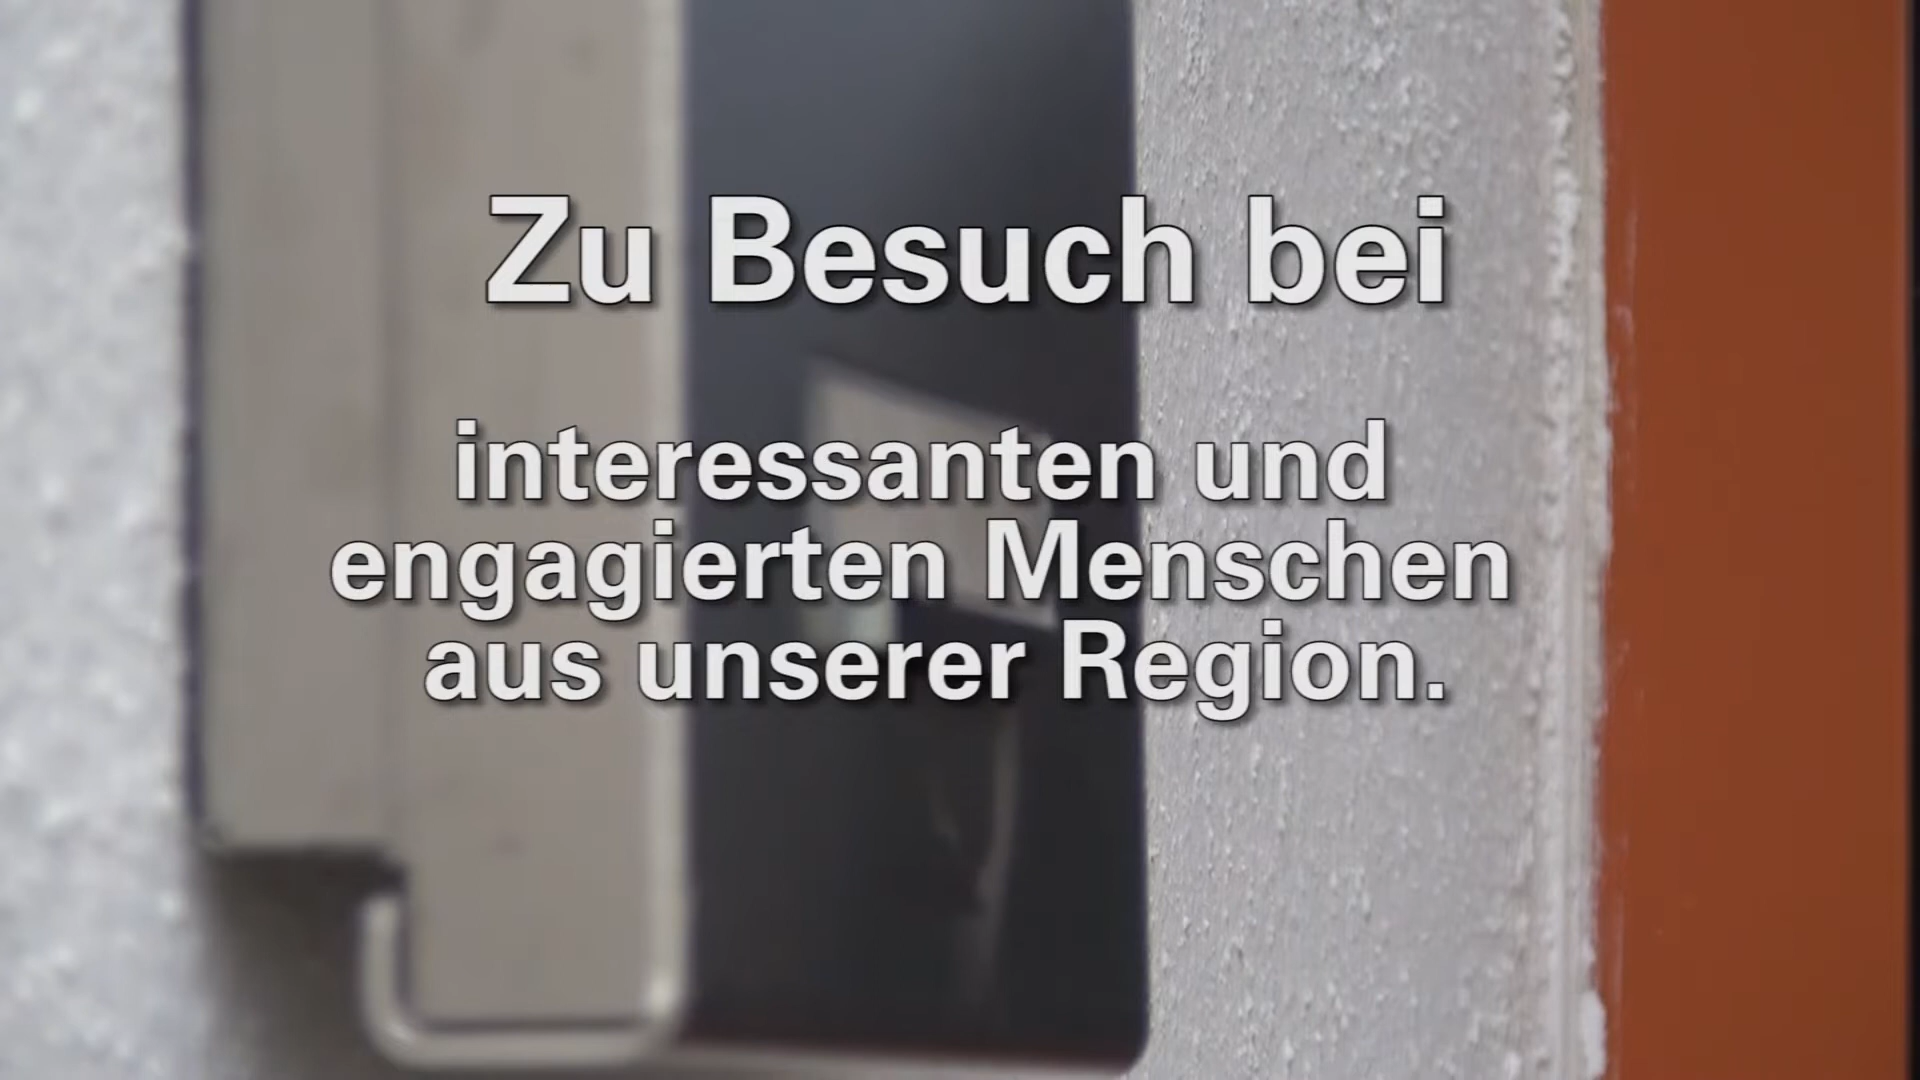 Zu Besuch bei
interessanten und
engagierten Menschen
aus unserer Region.